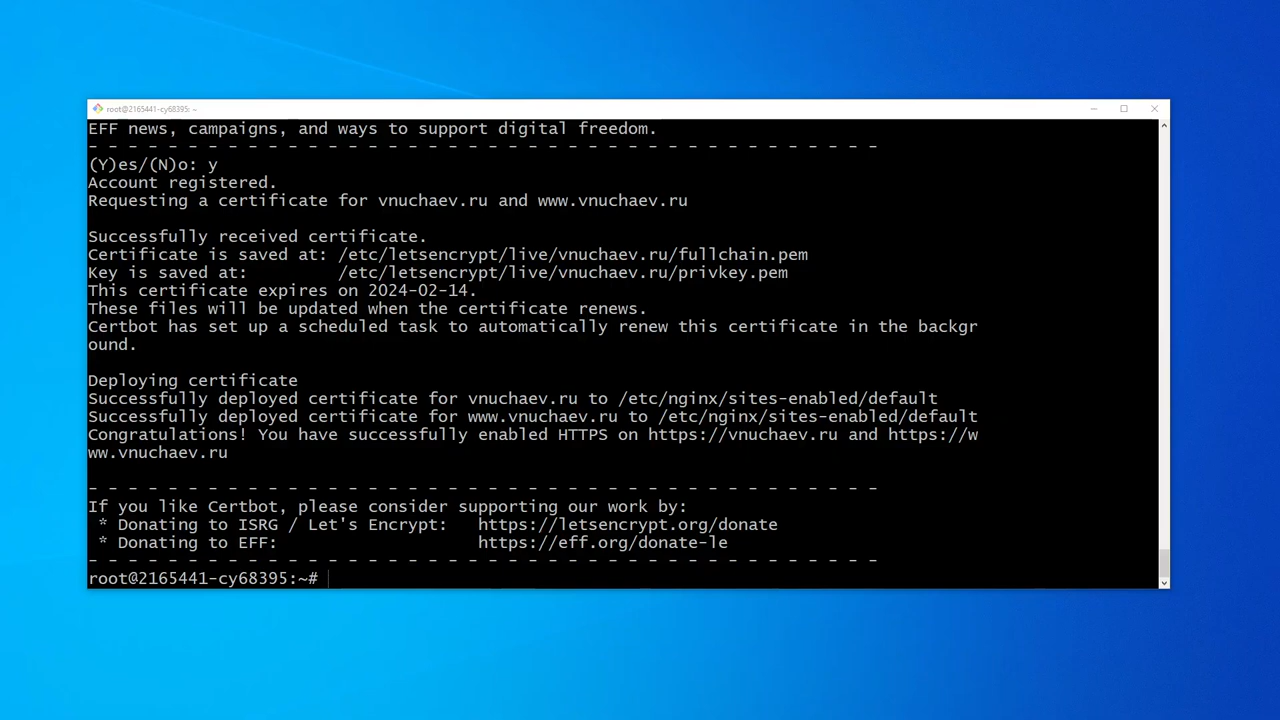 root@2165441-cy68395: ~
EFF news, campaigns, and ways to support digital freedom.
- - - - - - - - - - - - - - - - - - - - - - - - - - - - - - - - - - - - - - - -
(Y)es/(N)o: y
Account registered.
Requesting a certificate for vnuchaev.ru and www.vnuchaev.ru

Successfully received certificate.
Certificate is saved at: /etc/letsencrypt/live/vnuchaev.ru/fullchain.pem
Key is saved at:         /etc/letsencrypt/live/vnuchaev.ru/privkey.pem
This certificate expires on 2024-02-14.
These files will be updated when the certificate renews.
Certbot has set up a scheduled task to automatically renew this certificate in the backgr
ound.

Deploying certificate
Successfully deployed certificate for vnuchaev.ru to /etc/nginx/sites-enabled/default
Successfully deployed certificate for www.vnuchaev.ru to /etc/nginx/sites-enabled/default
Congratulations! You have successfully enabled HTTPS on https://vnuchaev.ru and https://w
ww.vnuchaev.ru

- - - - - - - - - - - - - - - - - - - - - - - - - - - - - - - - - - - - - - - -
If you like Certbot, please consider supporting our work by:
 * Donating to ISRG / Let's Encrypt:   https://letsencrypt.org/donate
 * Donating to EFF:                    https://eff.org/donate-le
- - - - - - - - - - - - - - - - - - - - - - - - - - - - - - - - - - - - - - - -
root@2165441-cy68395:~#